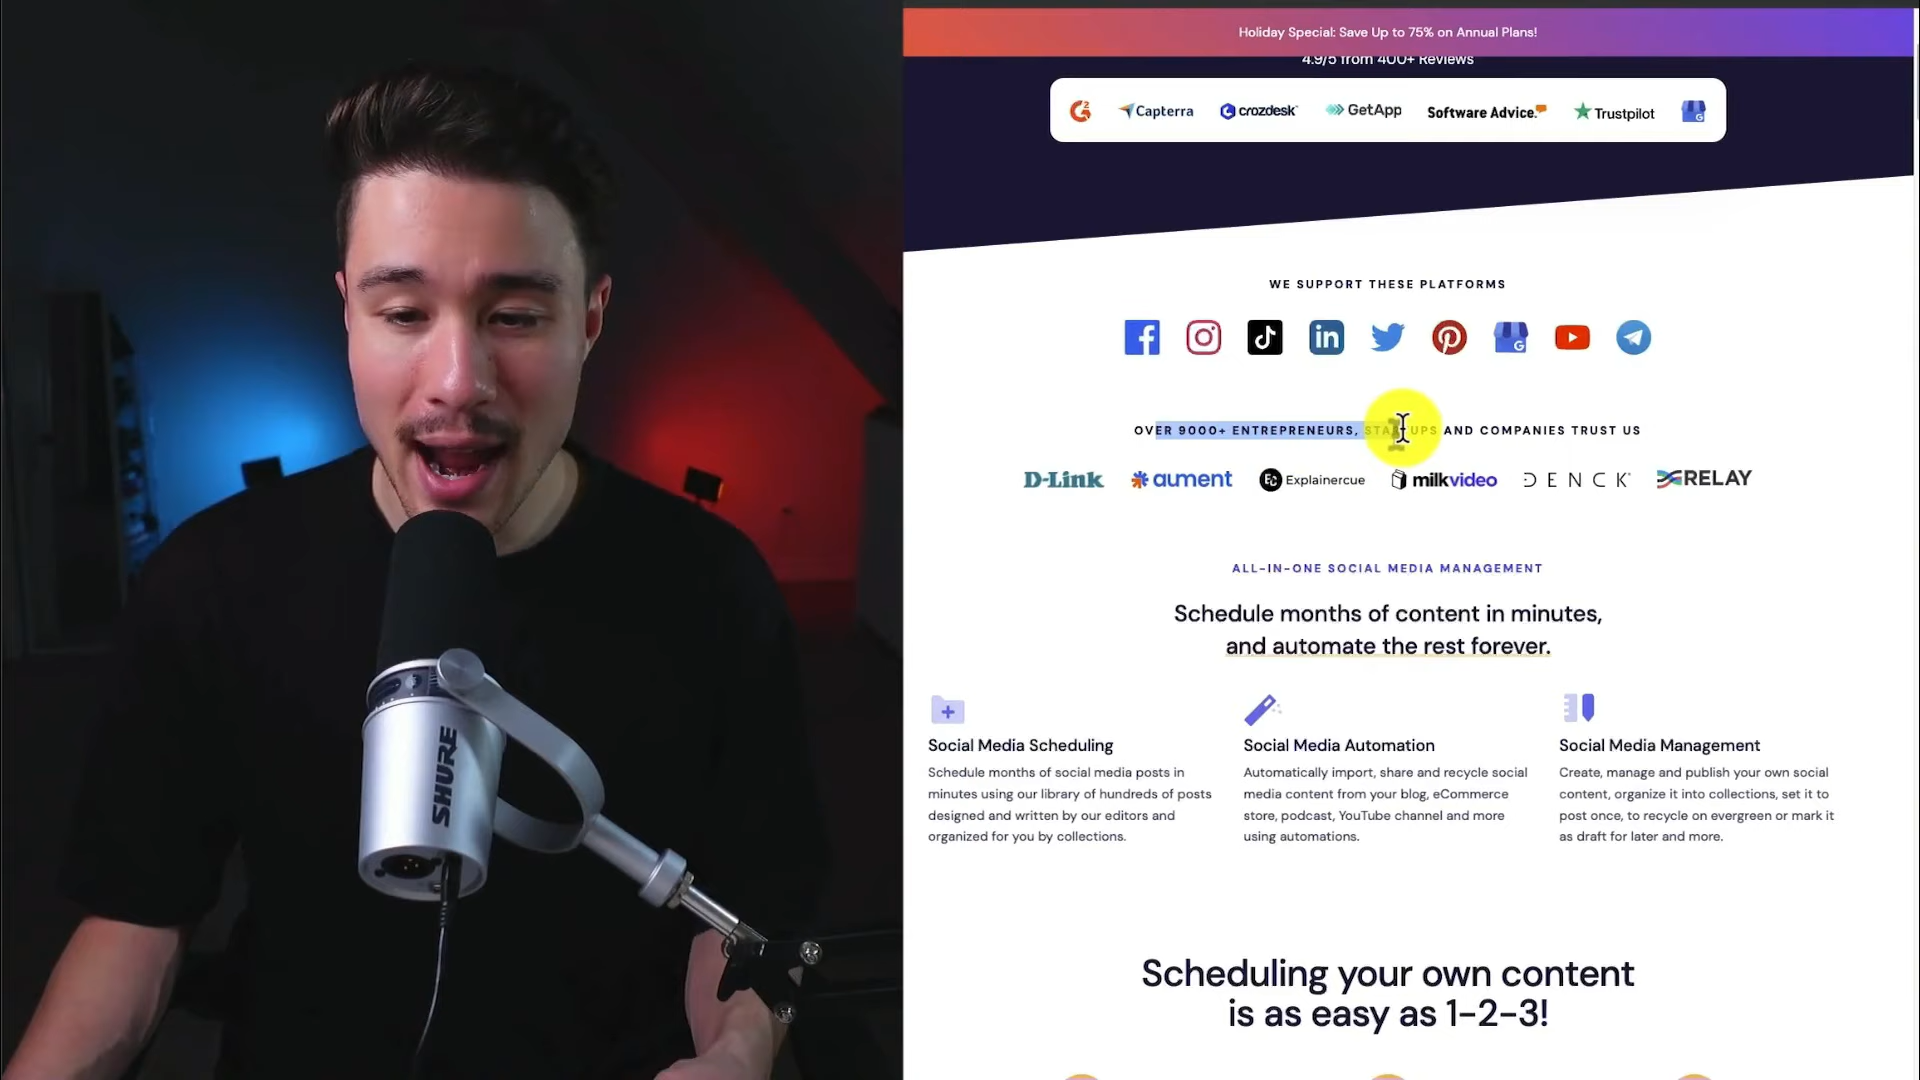 Holiday Special: Save Up to 75% on Annual Plans!
4.9/5 from 400+ Reviews
G2 Capterra crozdesk GetApp Software Advice. Trustpilot G
WE SUPPORT THESE PLATFORMS
in G
OVER 9000+ ENTREPRENEURS, STARTUPS AND COMPANIES TRUST US
D-Link aument Ec Explainercue milkvideo DENCK RELAY
ALL-IN-ONE SOCIAL MEDIA MANAGEMENT
Schedule months of content in minutes,
and automate the rest forever.
Social Media Scheduling
Schedule months of social media posts in
minutes using our library of hundreds of posts
designed and written by our editors and
organized for you by collections.
Social Media Automation
Automatically import, share and recycle social
media content from your blog, eCommerce
store, podcast, YouTube channel and more
using automations.
Social Media Management
Create, manage and publish your own social
content, organize it into collections, set it to
post once, to recycle on evergreen or mark it
as draft for later and more.
Scheduling your own content
is as easy as 1-2-3!
SHURE